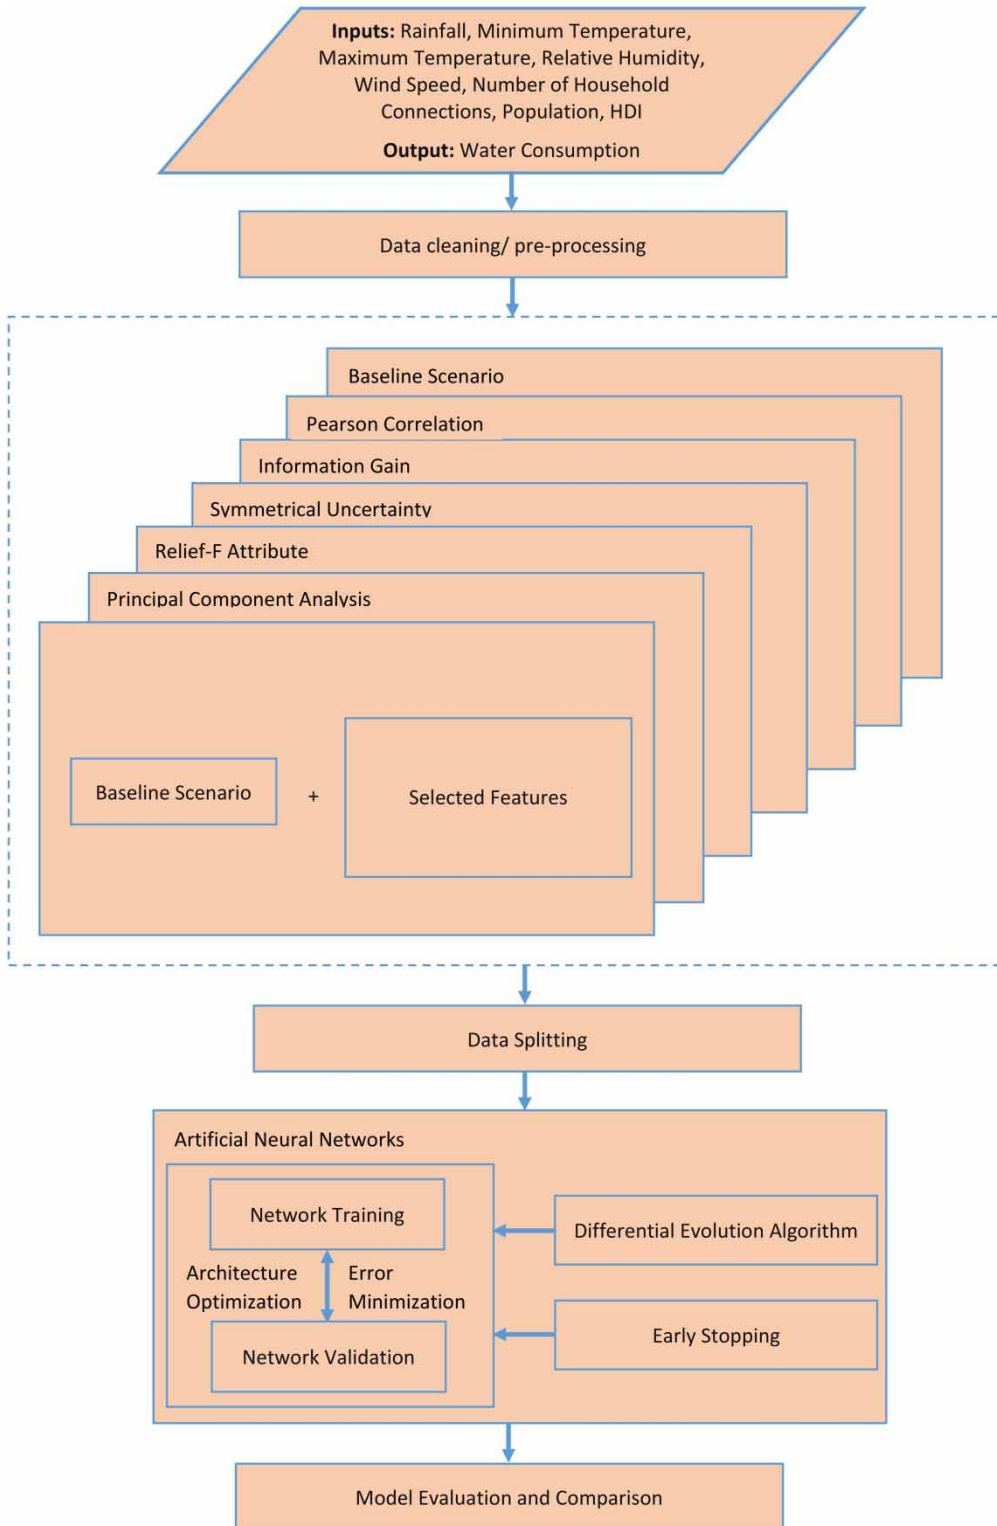 Inputs: Rainfall, Minimum Temperature,
Maximum Temperature, Relative Humidity,
Wind Speed, Number of Household
Connections, Population, HDI
Output: Water Consumption
Data cleaning/ pre-processing
Baseline Scenario
Pearson Correlation
Information Gain
Symmetrical Uncertainty
Relief-F Attribute
Principal Component Analysis
Baseline Scenario
+
Selected Features
Data Splitting
Artificial Neural Networks
Network Training
Architecture
Optimization
Error
Minimization
Network Validation
Differential Evolution Algorithm
Early Stopping
Model Evaluation and Comparison